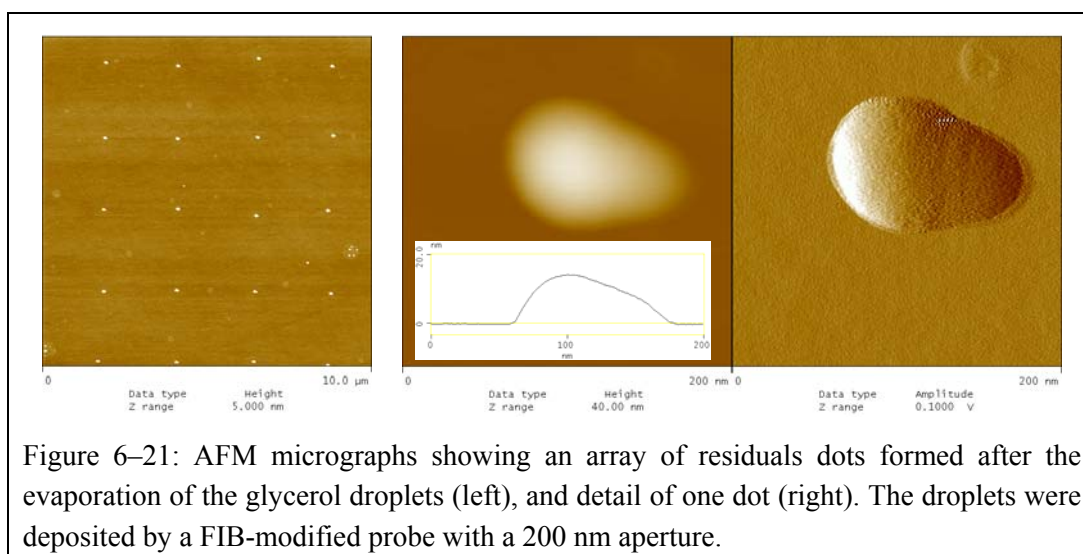 nm
20.0
0
0
100
200
nm
0
10.0 µm
200 nm
0
200 nm
Data type Height
Z range 5.000 nm
Data type Height
Z range 40.00 nm
Data type Amplitude
Z range 0.1000 V
Figure 6–21: AFM micrographs showing an array of residuals dots formed after the
evaporation of the glycerol droplets (left), and detail of one dot (right). The droplets were
deposited by a FIB-modified probe with a 200 nm aperture.